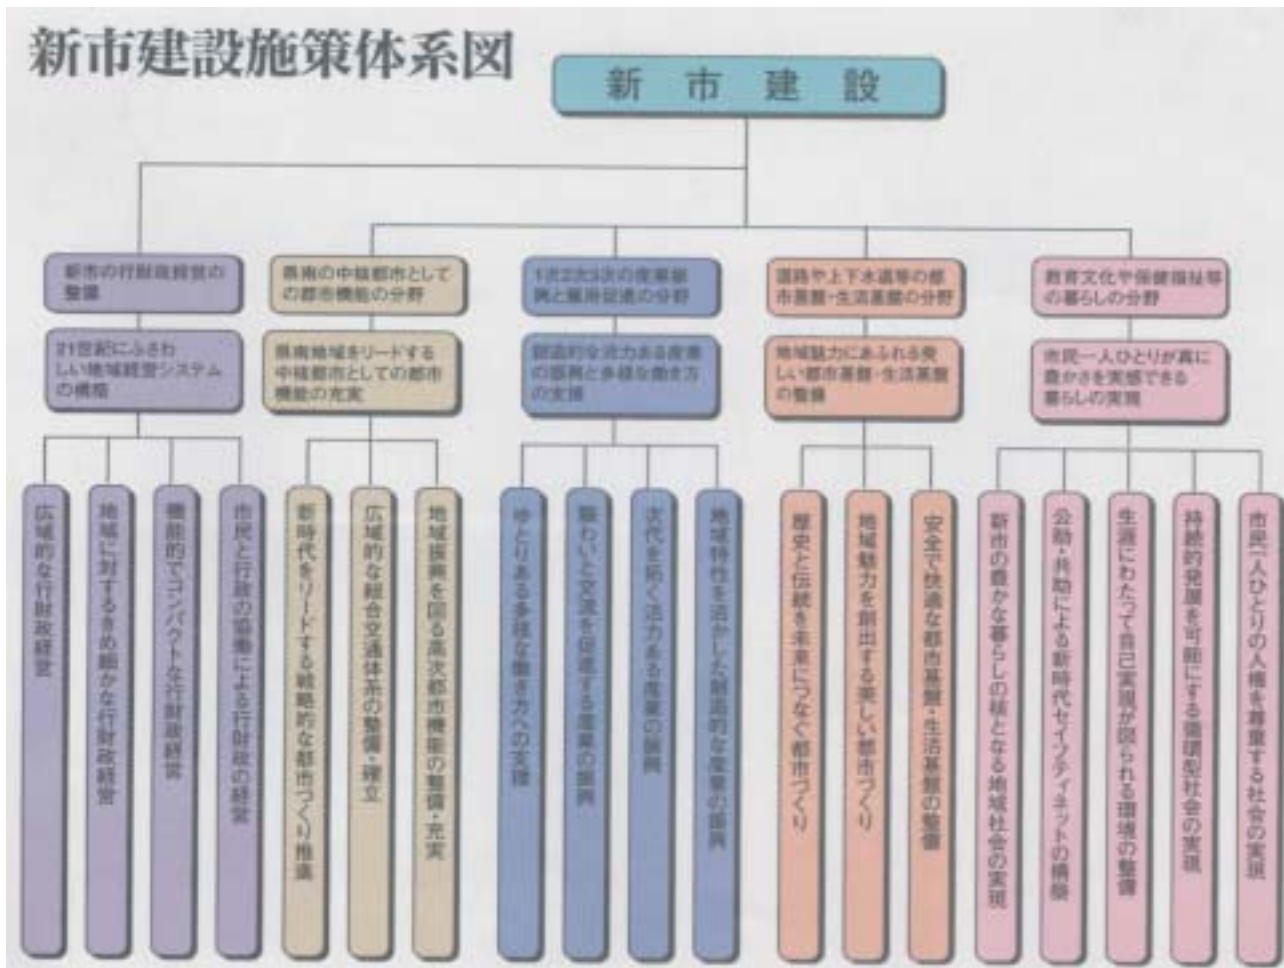 新市建設施策体系図
新市建設
新市の行財政経営の
整備
県南の中核都市として
の都市機能の分野
1次2次3次の産業振
興と雇用促進の分野
道路や上下水道等の都
市基盤・生活基盤の分野
教育文化や保健福祉等
の暮らしの分野
21世紀にふさわ
しい地域経営システム
の構築
県南地域をリードする
中核都市としての都市
機能の充実
創造的な活力ある産業
の振興と多様な働き方
の支援
地域魅力にあふれる美
しい都市基盤・生活基盤
の整備
市民一人ひとりが真に
豊かさを実感できる
暮らしの実現
広域的な行財政経営
地域に対するきめ細かな行財政経営
機能的でコンパクトな行財政経営
市民と行政の協働による行財政の経営
新時代をリードする戦略的な都市づくり推進
広域的な総合交通体系の整備・確立
地域振興を図る高次都市機能の整備・充実
ゆとりある多様な働き方への支援
賑わいと交流を促進する産業の振興
次代を拓く活力ある産業の振興
地域特性を活かした創造的な産業の振興
歴史と伝統を未来につなぐ都市づくり
地域魅力を創出する美しい都市づくり
安全で快適な都市基盤・生活基盤の整備
新市の豊かな暮らしの核となる地域社会の実現
公助・共助による新時代セイフティネットの構築
生涯にわたって自己実現が図られる環境の整備
持続的発展を可能にする循環型社会の実現
市民一人ひとりの人権を尊重する社会の実現